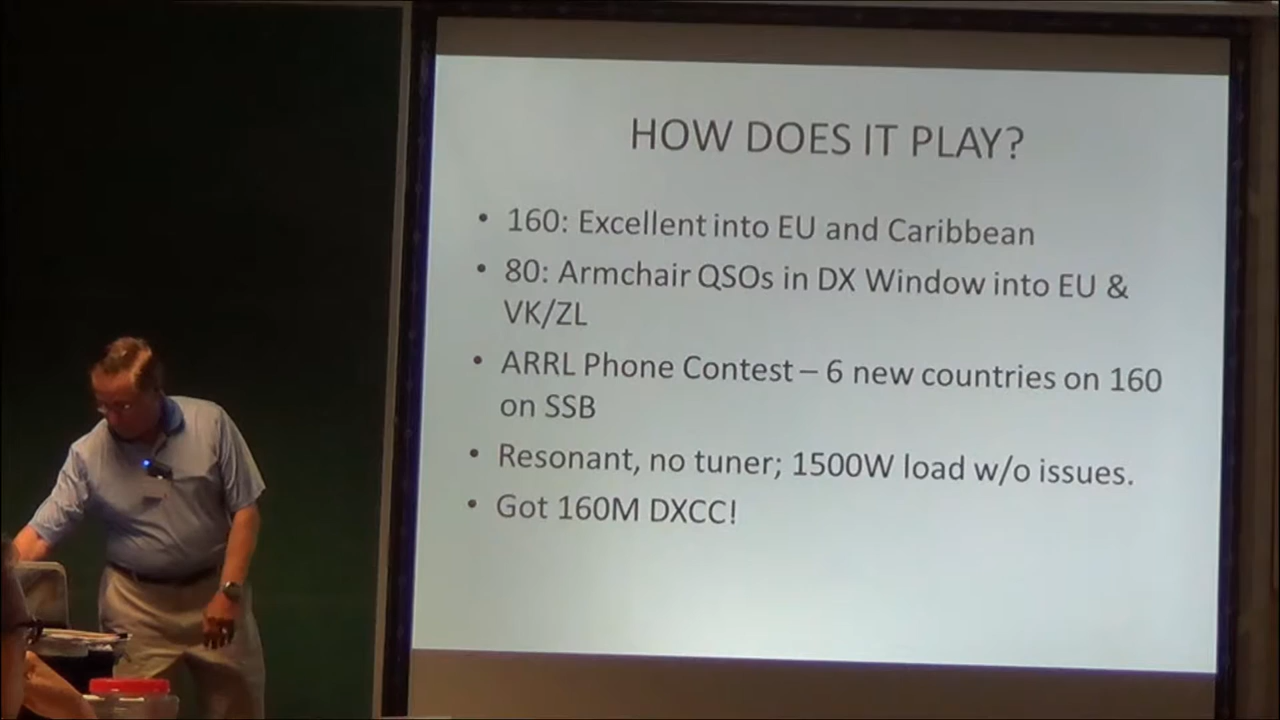 HOW DOES IT PLAY?
• 160: Excellent into EU and Caribbean
• 80: Armchair QSOs in DX Window into EU &
VK/ZL
• ARRL Phone Contest – 6 new countries on 160
on SSB
• Resonant, no tuner; 1500W load w/o issues.
• Got 160M DXCC!